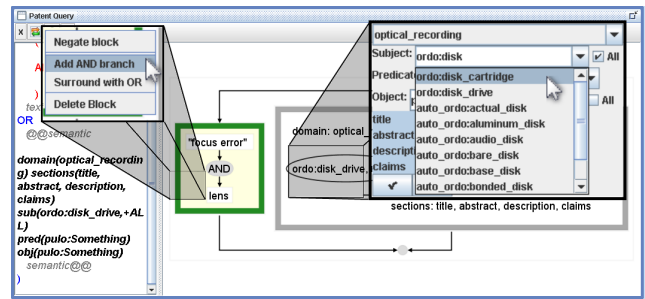 Patent Query
x
Negate block
Add AND branch
Surround with OR
Delete Block
(
)
OR
@@semantic
domain(optical_recordin
g) sections(title,
abstract, description,
claims)
sub(ordo:disk_drive,+AL
L)
pred(pulo:Something)
obj(pulo:Something)
semantic@@
)
"focus error"
AND
lens
domain: optical_
ordo:disk_drive,
sections: title, abstract, description, claims
optical_recording
Subject: ordo:disk All
Predicate
Object: All
title
abstract
descripti
claims
ordo:disk_cartridge
ordo:disk_drive
auto_ordo:actual_disk
auto_ordo:aluminum_disk
auto_ordo:audio_disk
auto_ordo:bare_disk
auto_ordo:base_disk
auto_ordo:bonded_disk